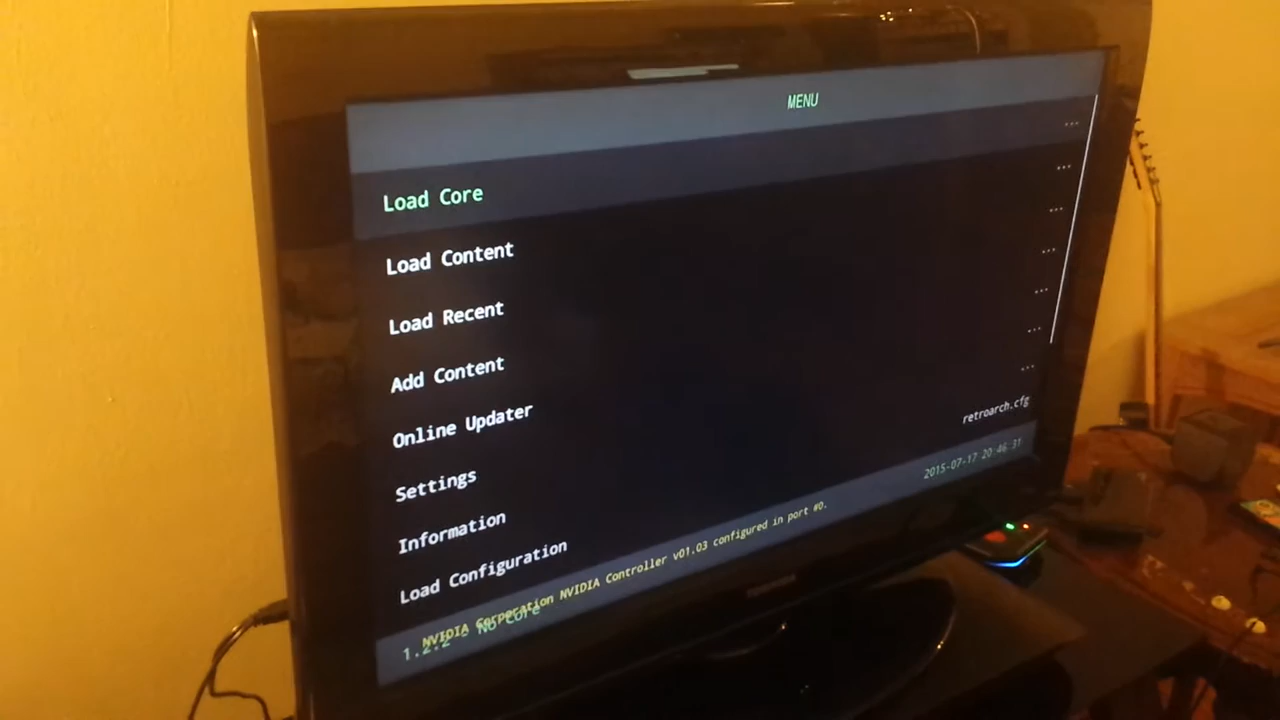 MENU
Load Core ...
Load Content ...
Load Recent ...
Add Content ...
Online Updater ...
Settings ...
Information ...
Load Configuration retroarch.cfg
2015-07-17 20:46:31
NVIDIA Corporation NVIDIA Controller v01.03 configured in port #0.
1.2.2 - No Core